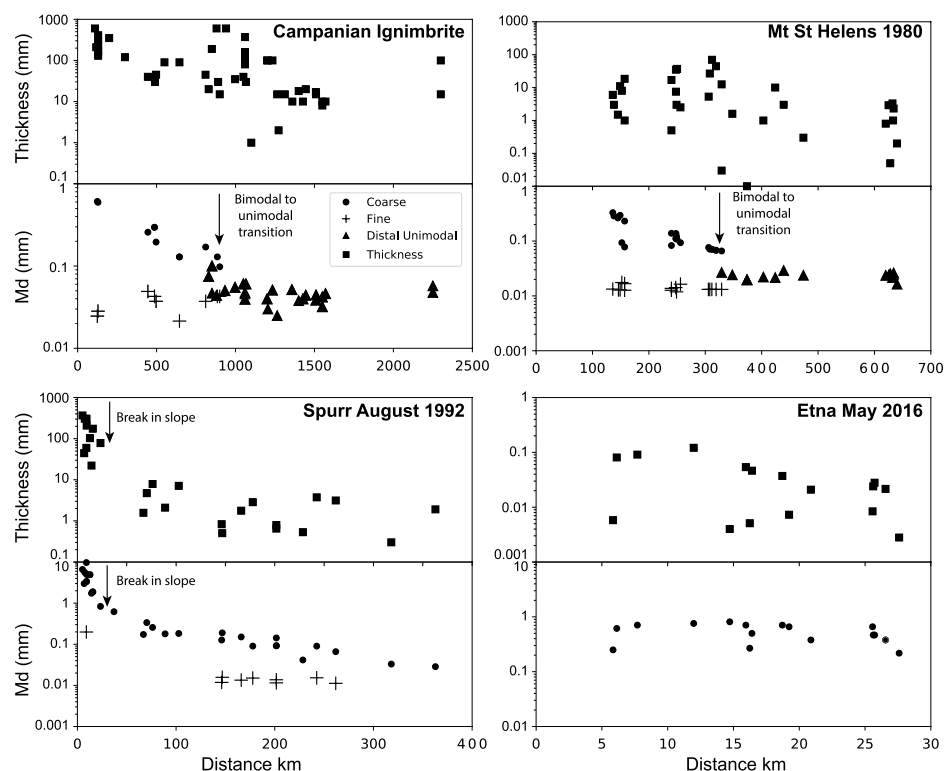 Campanian Ignimbrite
Thickness (mm)
1000
100
10
1
0.1
Md (mm)
1
0.1
0.01
Bimodal to
unimodal
transition
Coarse
Fine
Distal Unimodal
Thickness
0 500 1000 1500 2000 2500
Mt St Helens 1980
1000
100
10
1
0.1
0.01
1
0.1
0.01
0.001
Bimodal to
unimodal
transition
0 100 200 300 400 500 600 700
Spurr August 1992
Thickness (mm)
1000
100
10
1
0.1
Break in slope
Md (mm)
10
1
0.1
0.01
0.001
Break in slope
0 100 200 300 400
Distance km
Etna May 2016
1
0.1
0.01
0.001
10
1
0.1
0.01
0 5 10 15 20 25 30
Distance km